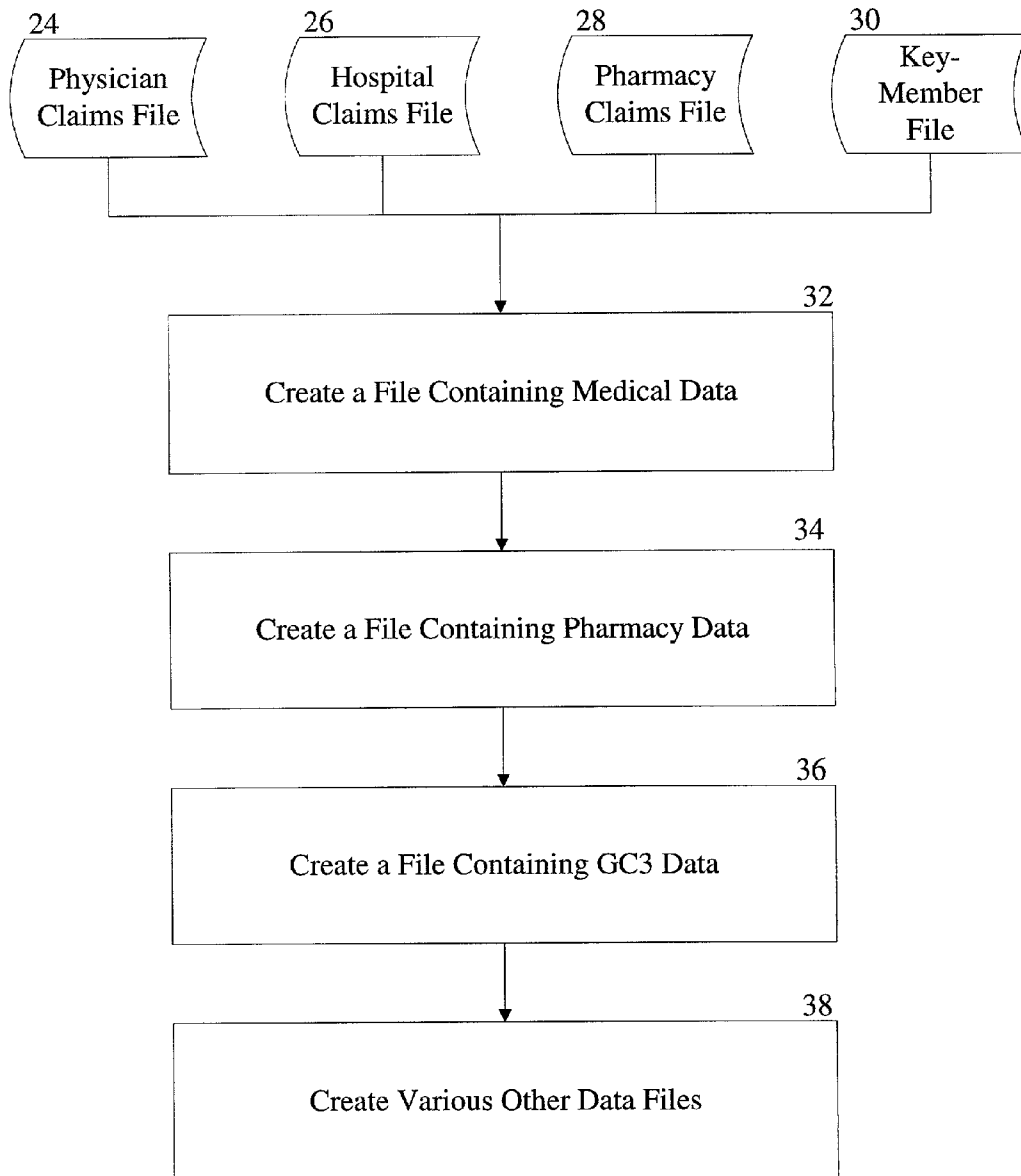 24
26
28
30
Physician
Claims File
Hospital
Claims File
Pharmacy
Claims File
Key-
Member
File
32
Create a File Containing Medical Data
34
Create a File Containing Pharmacy Data
36
Create a File Containing GC3 Data
38
Create Various Other Data Files